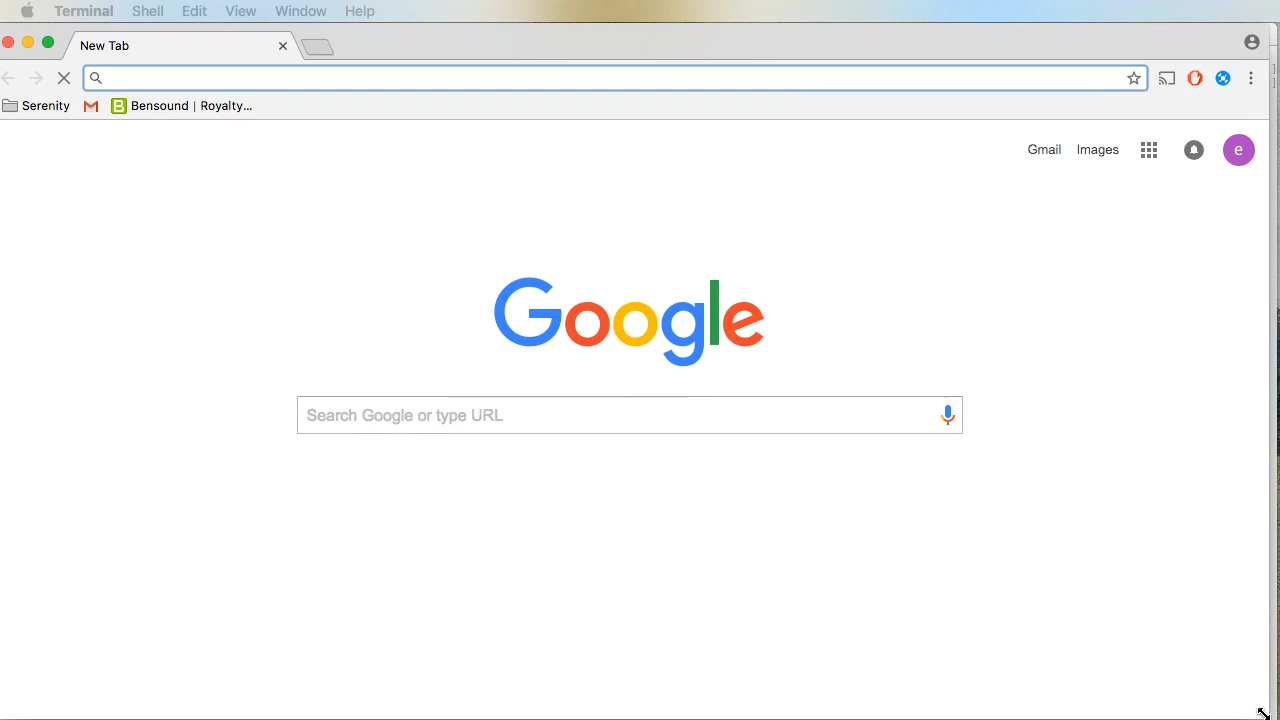 Terminal Shell Edit View Window Help
New Tab
Serenity B Bensound | Royalty...
Gmail Images e
Google
Search Google or type URL